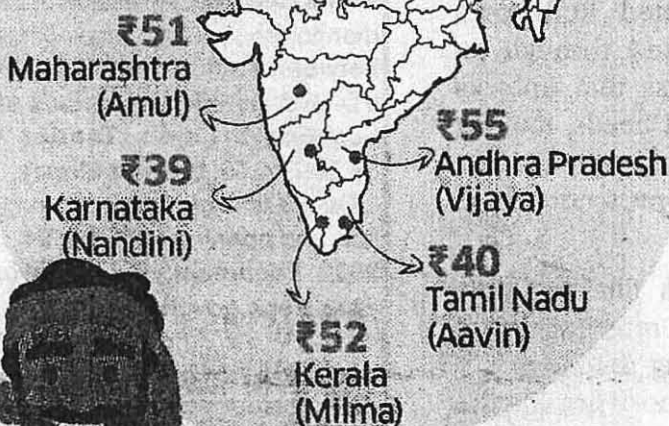 ₹51
Maharashtra
(Amul)
₹39
Karnataka
(Nandini)
₹55
Andhra Pradesh
(Vijaya)
₹40
Tamil Nadu
(Aavin)
₹52
Kerala
(Milma)